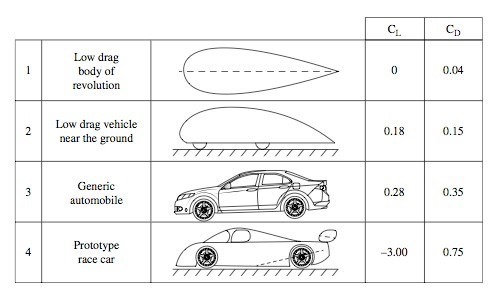 C_L C_D
1 Low drag body of revolution 0 0.04
2 Low drag vehicle near the ground 0.18 0.15
3 Generic automobile 0.28 0.35
4 Prototype race car –3.00 0.75